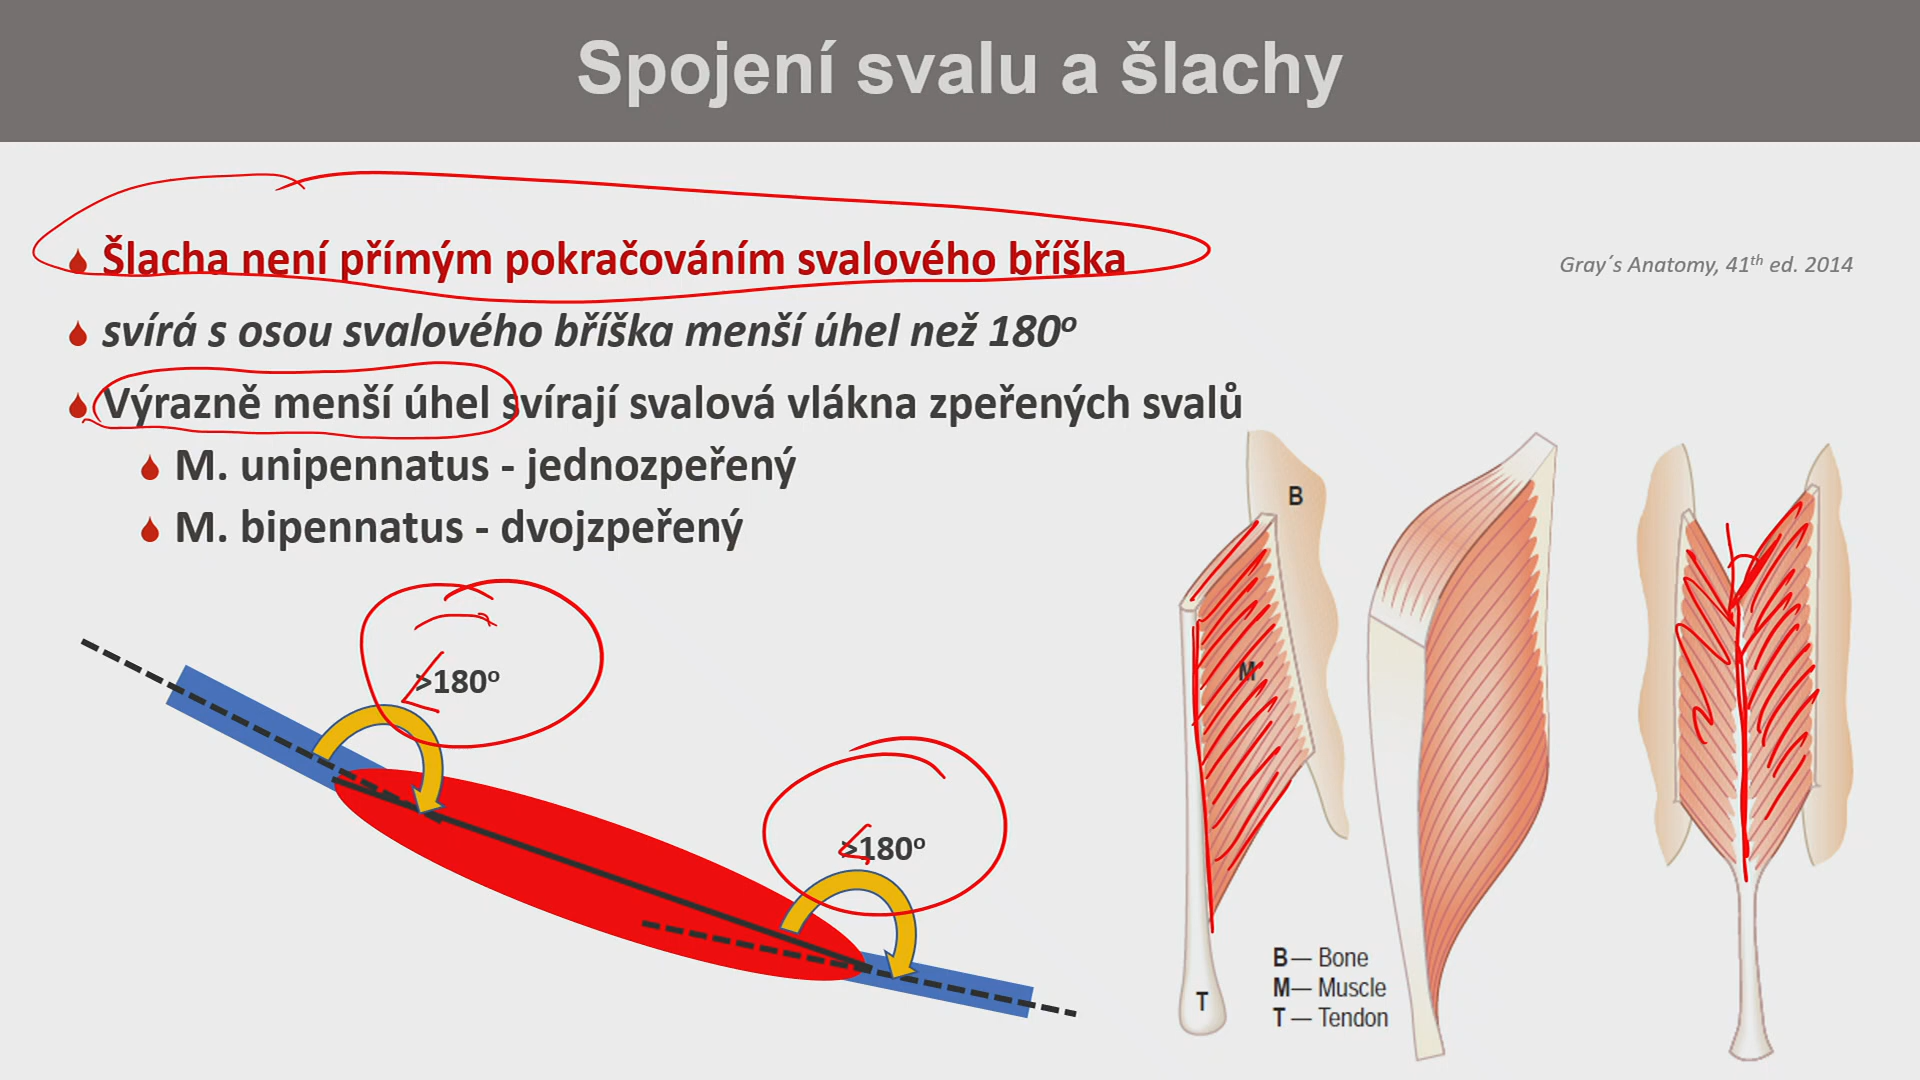 Spojení svalu a šlachy
Šlacha není přímým pokračováním svalového bříška
Gray´s Anatomy, 41th ed. 2014
svírá s osou svalového bříška menší úhel než 180o
Výrazně menší úhel svírají svalová vlákna zpeřených svalů
M. unipennatus - jednozpeřený
M. bipennatus - dvojzpeřený
>180o
>180o
B
M
T
B — Bone
M— Muscle
T — Tendon